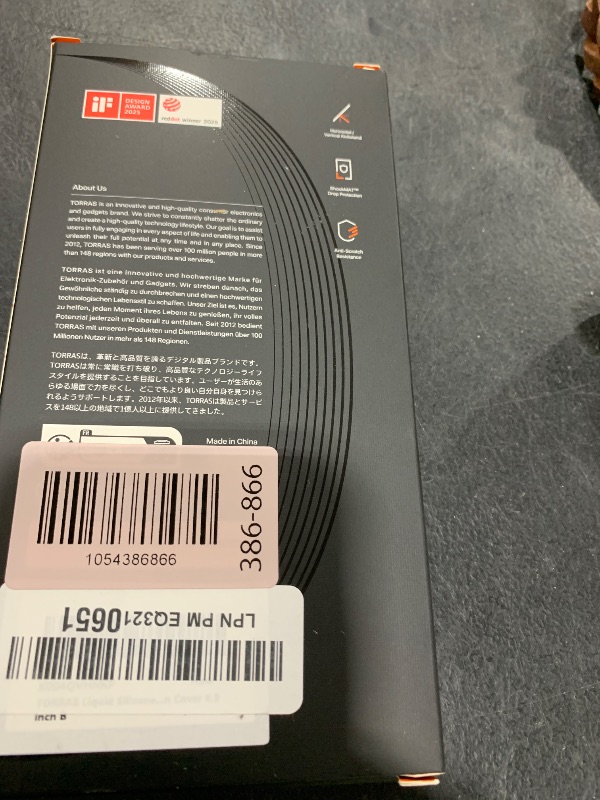 iF
DESIGN
AWARD
2025
reddot winner 2025
Horizontal /
Vertical Kickstand
ShockMAT™
Drop Protection
Anti-Scratch
Resistance
About Us
TORRAS is an innovative and high-quality consumer electronics
and gadgets brand. We strive to constantly shatter the ordinary
and create a high-quality technology lifestyle. Our goal is to assist
users in fully engaging in every aspect of life and enabling them to
unleash their full potential at any time and in any place. Since
2012, TORRAS has been serving over 100 million people in more
than 148 regions with our products and services.
TORRAS ist eine innovative und hochwertige Marke für
Elektronik-Zubehör und Gadgets. Wir streben danach, das
Gewöhnliche ständig zu durchbrechen und einen hochwertigen
technologischen Lebensstil zu schaffen. Unser Ziel ist es, Nutzern
zu helfen, jeden Moment ihres Lebens zu genießen, ihr volles
Potenzial jederzeit und überall zu entfalten. Seit 2012 bedient
TORRAS mit unseren Produkten und Dienstleistungen über 100
Millionen Nutzer in mehr als 148 Regionen.
TORRASは、革新と高品質を誇るデジタル製品ブランドです。
TORRASは常に常識を打ち破り、高品質なテクノロジーライフ
スタイルを提供することを目指しています。ユーザーが生活のあ
らゆる場面で力を尽くし、どこでもより良い自分自身を見つけら
れるようサポートします。2012年以来、TORRASは製品とサービ
スを148以上の地域で1億人以上に提供してきました。
FR
Made in China
1054386866
386-866
LPN PM EQ3210651
inch B